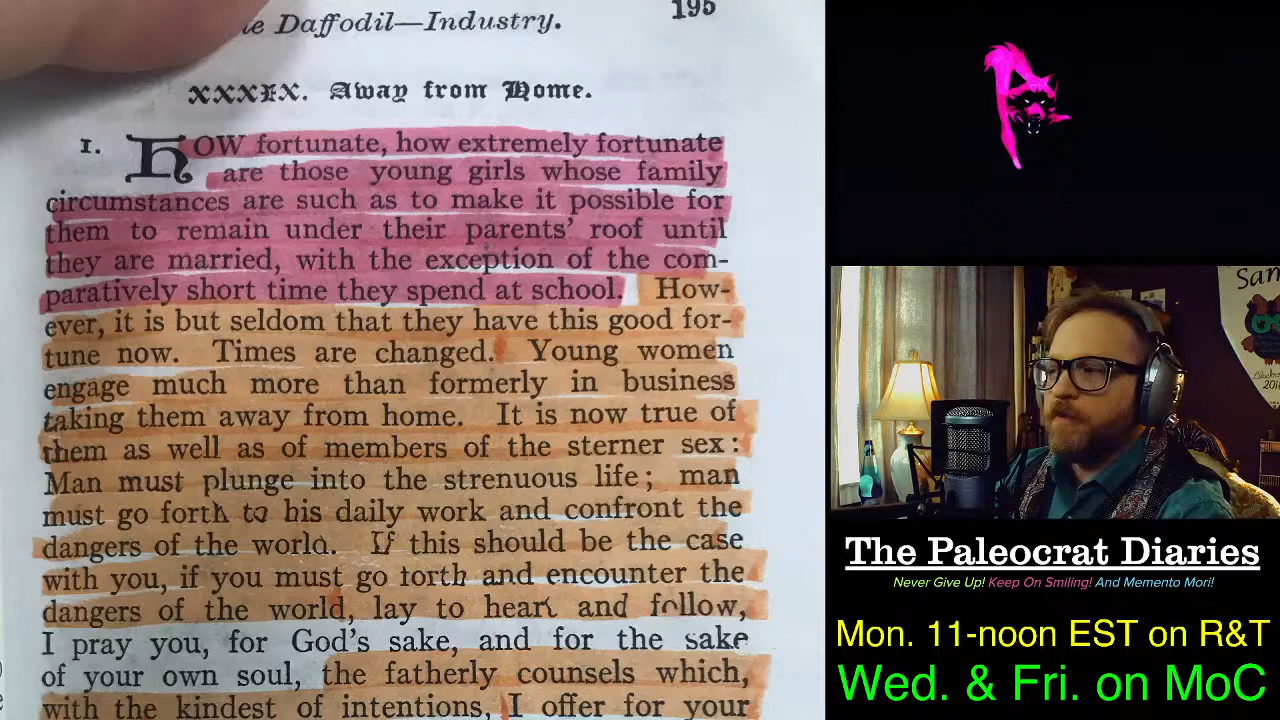 Daffodil—Industry.
195
XXXIX. Away from Home.
1. HOW fortunate, how extremely fortunate
are those young girls whose family
circumstances are such as to make it possible for
them to remain under their parents' roof until
they are married, with the exception of the com-
paratively short time they spend at school. How-
ever, it is but seldom that they have this good for-
tune now. Times are changed. Young women
engage much more than formerly in business
taking them away from home. It is now true of
them as well as of members of the sterner sex:
Man must plunge into the strenuous life; man
must go forth to his daily work and confront the
dangers of the world. If this should be the case
with you, if you must go forth and encounter the
dangers of the world, lay to heart and follow,
I pray you, for God's sake, and for the sake
of your own soul, the fatherly counsels which,
with the kindest of intentions, I offer for your
Sam
201
The Paleocrat Diaries
Never Give Up! Keep On Smiling! And Memento Mori!
Mon. 11-noon EST on R&T
Wed. & Fri. on MoC